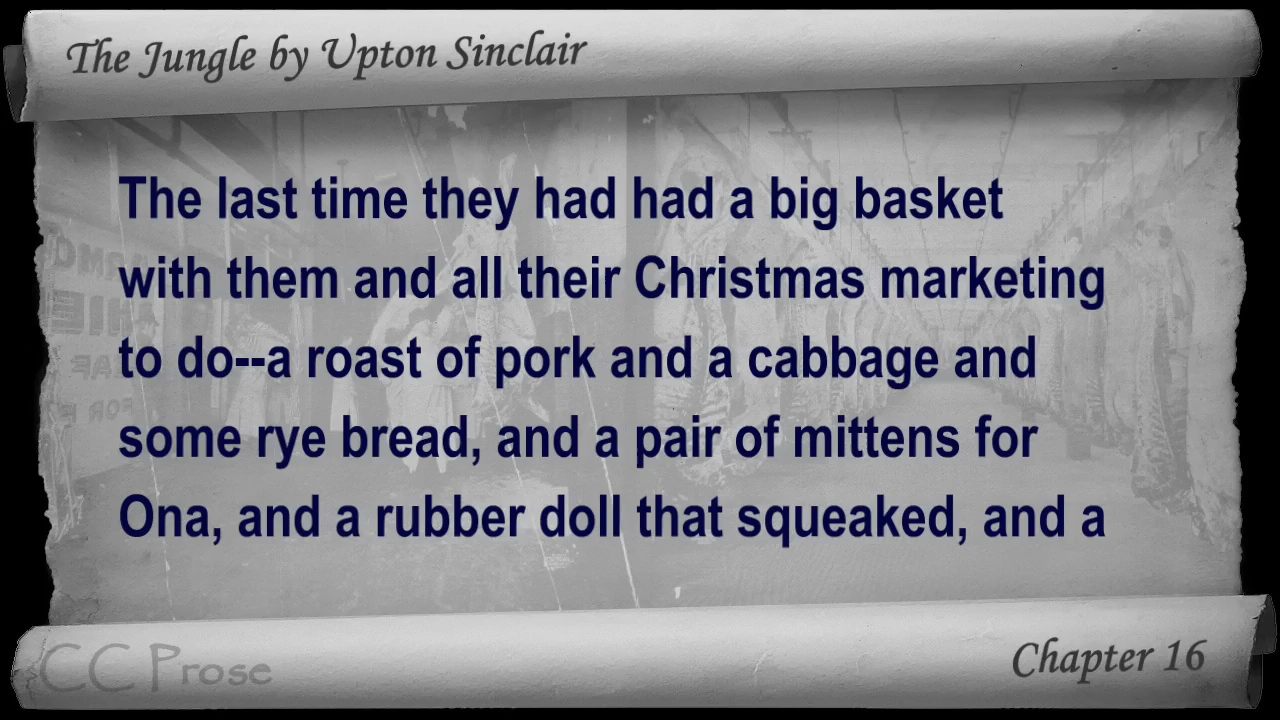 The Jungle by Upton Sinclair
The last time they had had a big basket
with them and all their Christmas marketing
to do--a roast of pork and a cabbage and
some rye bread, and a pair of mittens for
Ona, and a rubber doll that squeaked, and a
CC Prose
Chapter 16